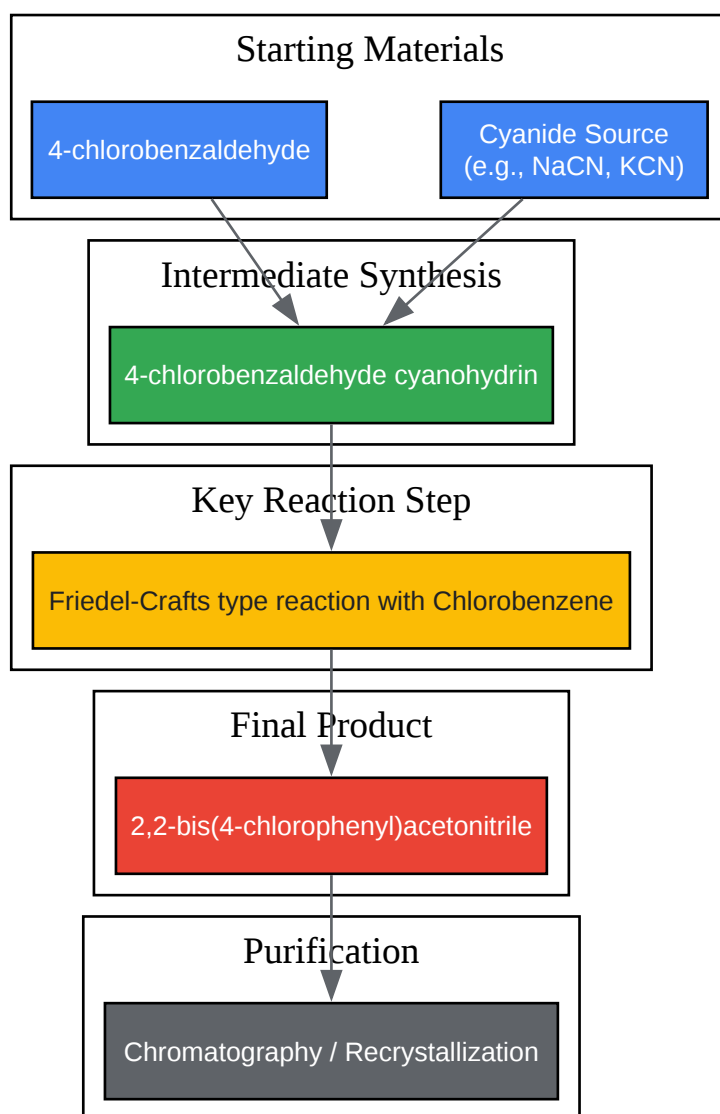 Starting Materials
4-chlorobenzaldehyde
Cyanide Source
(e.g., NaCN, KCN)
Intermediate Synthesis
4-chlorobenzaldehyde cyanohydrin
Key Reaction Step
Friedel-Crafts type reaction with Chlorobenzene
Final Product
2,2-bis(4-chlorophenyl)acetonitrile
Purification
Chromatography / Recrystallization